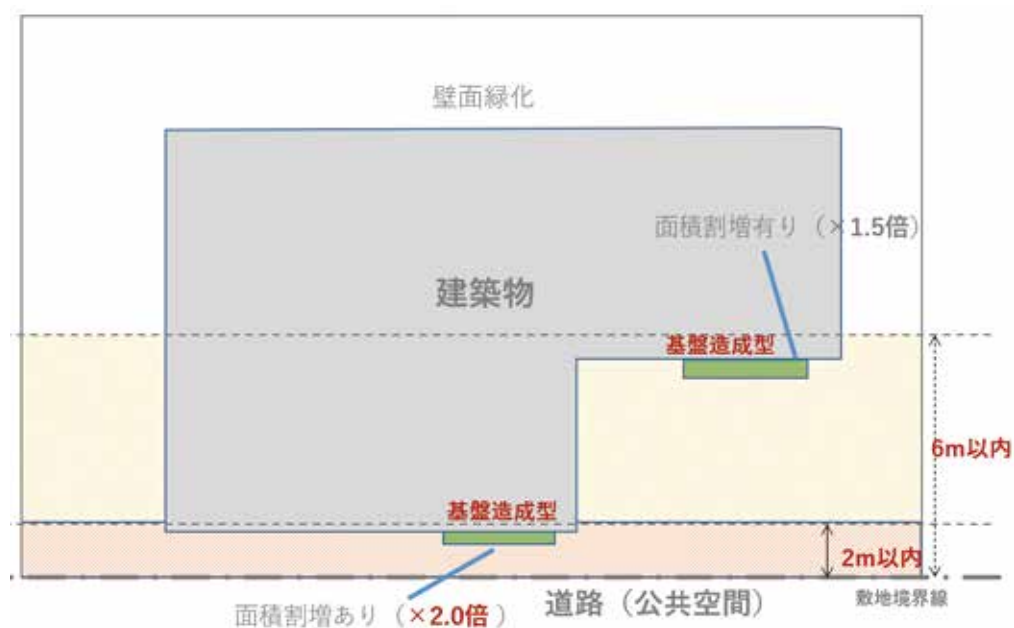 壁面緑化
面積割増有り（×1.5倍）
建築物
基盤造成型
6m以内
基盤造成型
2m以内
敷地境界線
道路（公共空間）
面積割増あり（×2.0倍 ）